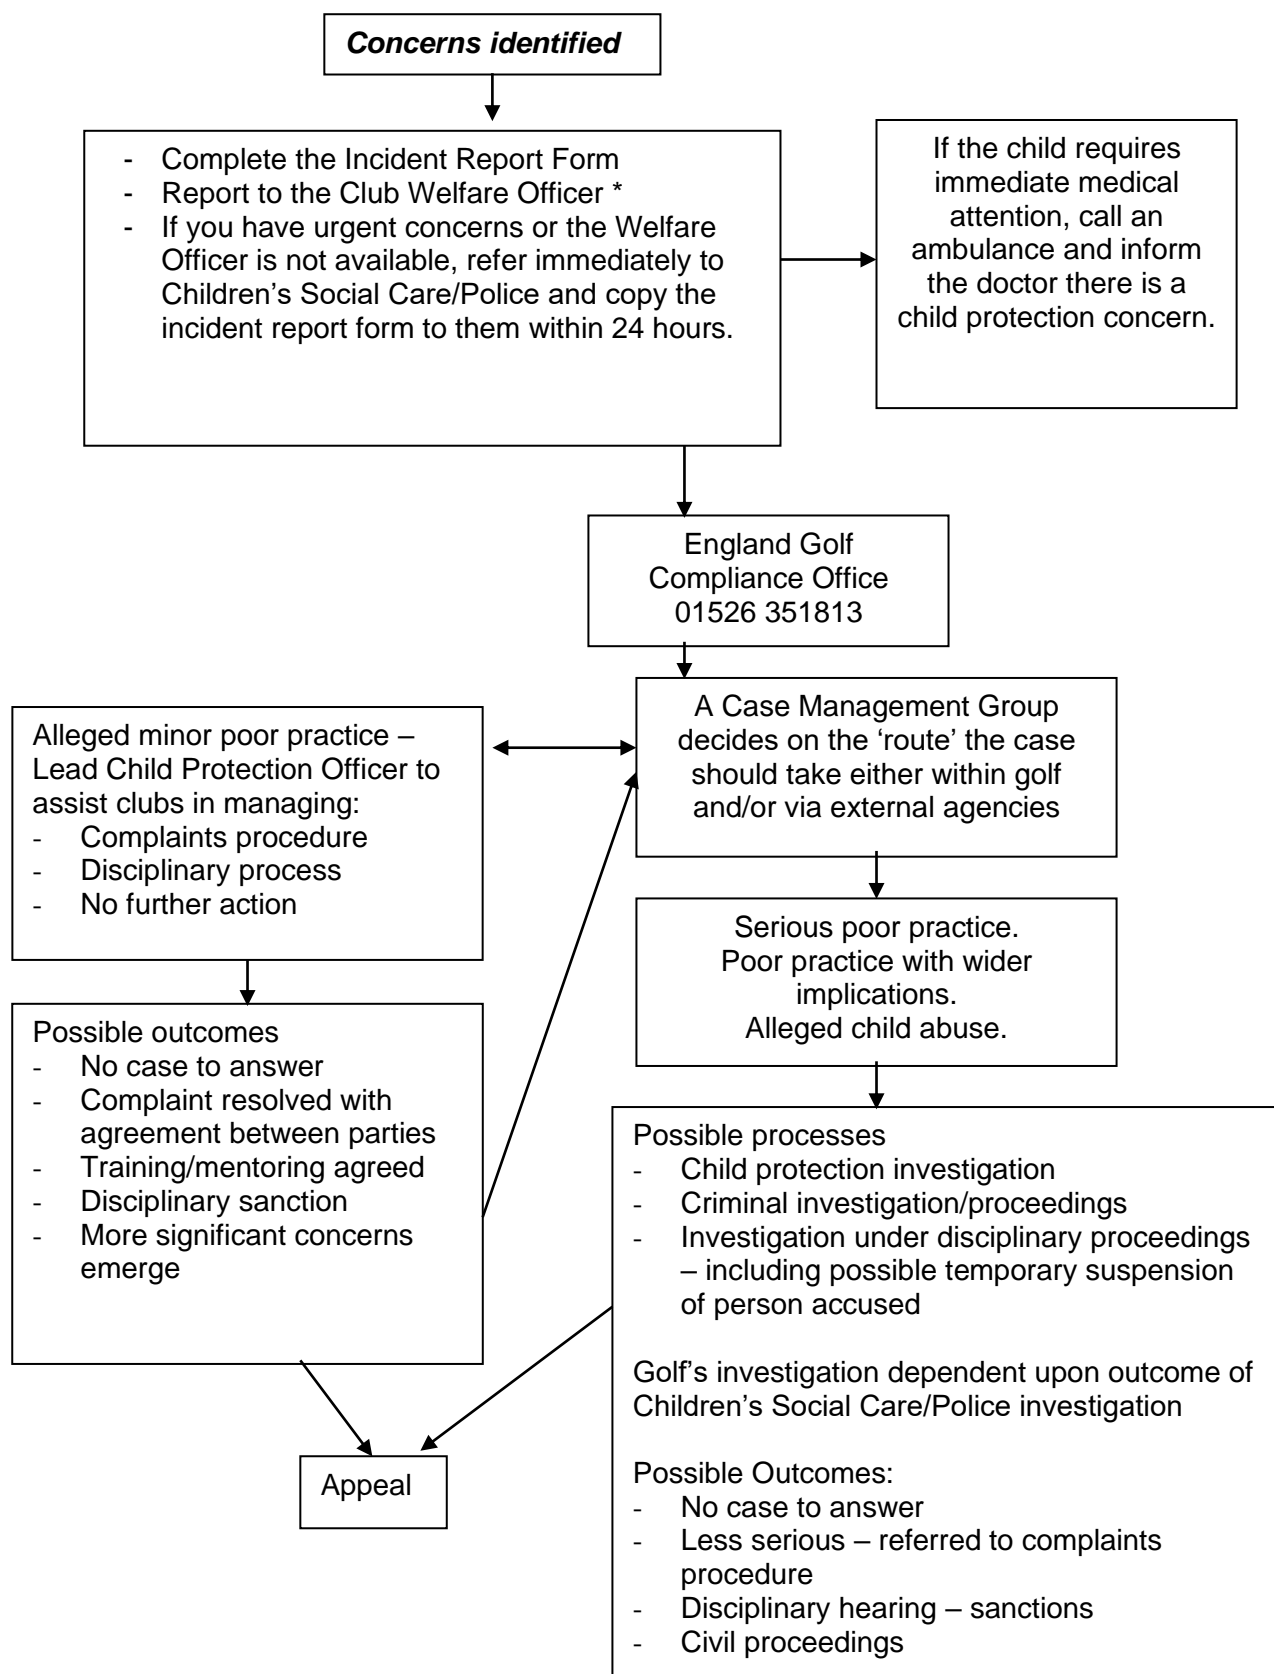 Concerns identified
- Complete the Incident Report Form
- Report to the Club Welfare Officer *
- If you have urgent concerns or the Welfare
Officer is not available, refer immediately to
Children’s Social Care/Police and copy the
incident report form to them within 24 hours.
If the child requires
immediate medical
attention, call an
ambulance and inform
the doctor there is a
child protection concern.
England Golf
Compliance Office
01526 351813
A Case Management Group
decides on the ‘route’ the case
should take either within golf
and/or via external agencies
Alleged minor poor practice –
Lead Child Protection Officer to
assist clubs in managing:
- Complaints procedure
- Disciplinary process
- No further action
Serious poor practice.
Poor practice with wider
implications.
Alleged child abuse.
Possible outcomes
- No case to answer
- Complaint resolved with
agreement between parties
- Training/mentoring agreed
- Disciplinary sanction
- More significant concerns
emerge
Possible processes
- Child protection investigation
- Criminal investigation/proceedings
- Investigation under disciplinary proceedings
– including possible temporary suspension
of person accused
Golf’s investigation dependent upon outcome of
Children’s Social Care/Police investigation
Possible Outcomes:
- No case to answer
- Less serious – referred to complaints
procedure
- Disciplinary hearing – sanctions
- Civil proceedings
Appeal